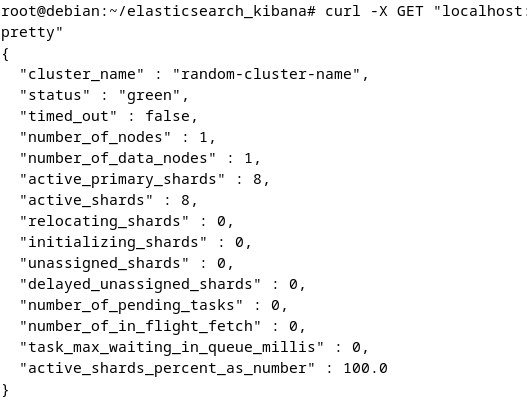 root@debian:~/elasticsearch_kibana# curl -X GET "localhost:
pretty"
{
  "cluster_name" : "random-cluster-name",
  "status" : "green",
  "timed_out" : false,
  "number_of_nodes" : 1,
  "number_of_data_nodes" : 1,
  "active_primary_shards" : 8,
  "active_shards" : 8,
  "relocating_shards" : 0,
  "initializing_shards" : 0,
  "unassigned_shards" : 0,
  "delayed_unassigned_shards" : 0,
  "number_of_pending_tasks" : 0,
  "number_of_in_flight_fetch" : 0,
  "task_max_waiting_in_queue_millis" : 0,
  "active_shards_percent_as_number" : 100.0
}